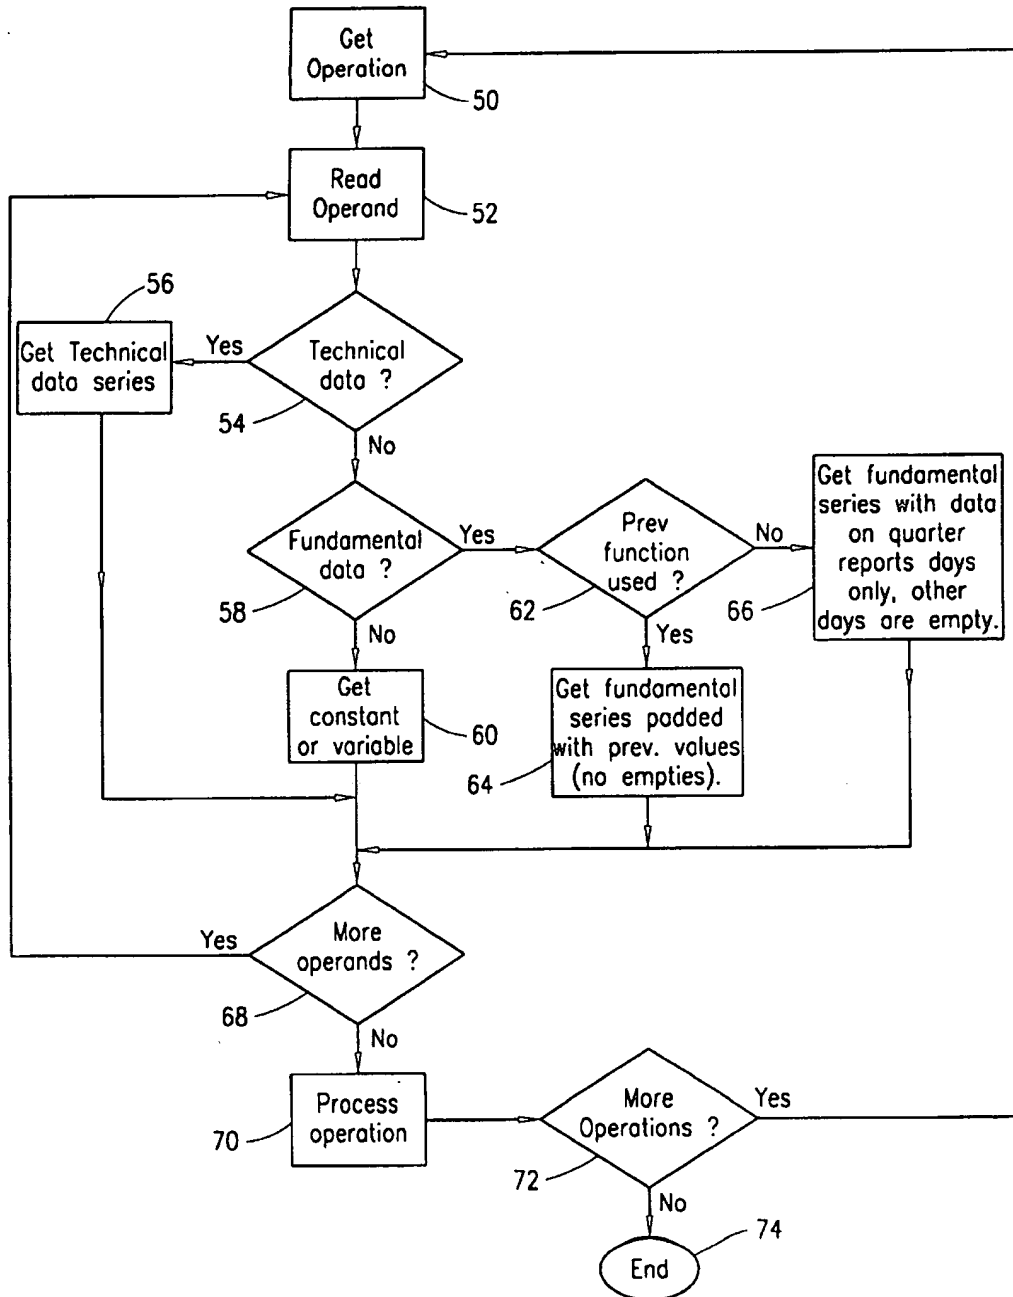 Get
Operation
50
Read
Operand
52
56
Get Technical
data series
Yes
Technical
data ?
54
No
Fundamental
data ?
58
Yes
Prev
function
used ?
62
No
Get fundamental
series with data
on quarter
reports days
only, other
days are empty.
66
No
Yes
Get
constant
or variable
60
Get fundamental
series padded
with prev. values
(no empties).
64
Yes
More
operands ?
68
No
Process
operation
70
More
Operations ?
72
Yes
No
74
End